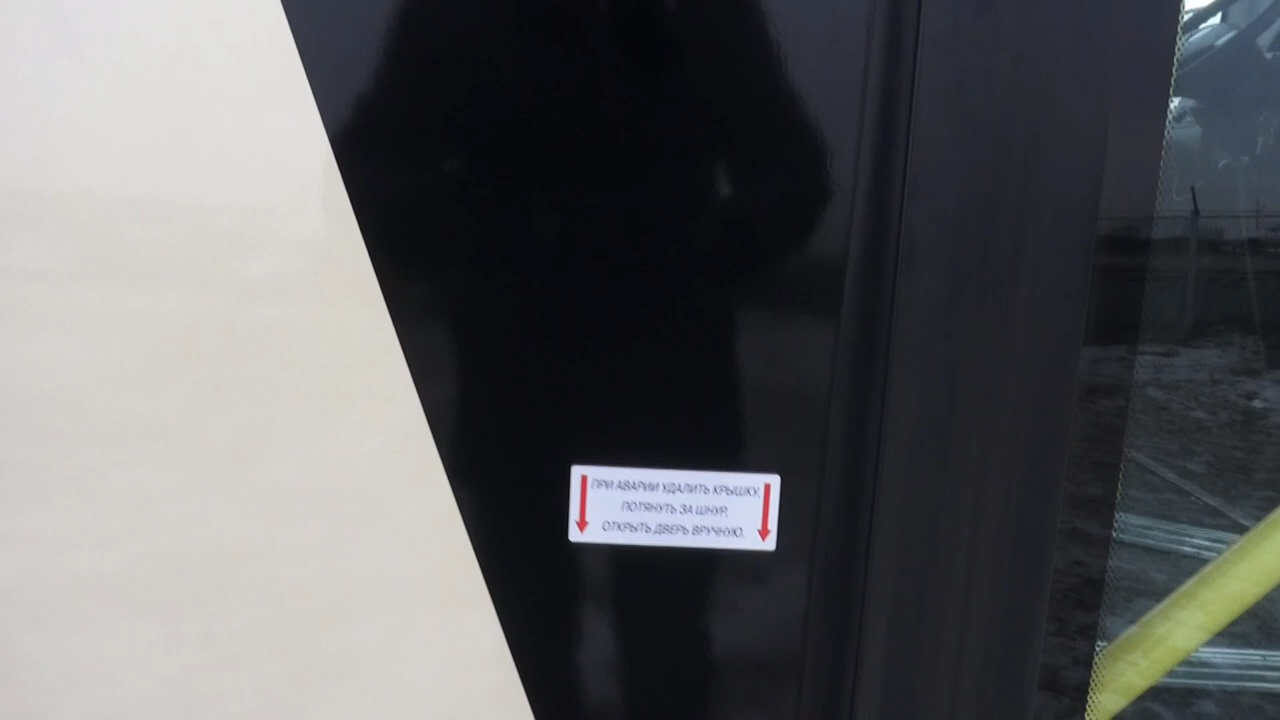 ПРИ АВАРИИ УДАЛИТЬ КРЫШКУ,
ПОТЯНУТЬ ЗА ШНУР,
ОТКРЫТЬ ДВЕРЬ ВРУЧНУЮ.